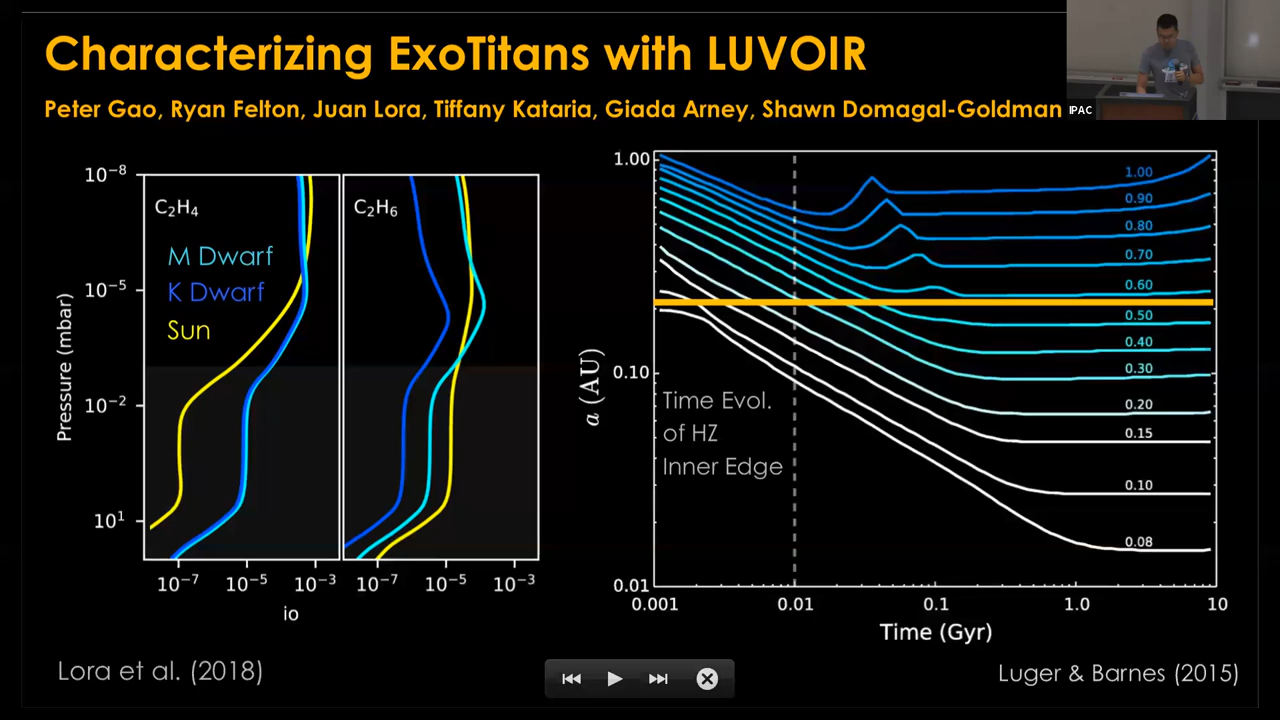 Characterizing ExoTitans with LUVOIR
Peter Gao, Ryan Felton, Juan Lora, Tiffany Kataria, Giada Arney, Shawn Domagal-Goldman
IPAC
Pressure (mbar)
10⁻⁸
10⁻⁵
10⁻²
10¹
C₂H₄
M Dwarf
K Dwarf
Sun
C₂H₆
10⁻⁷ 10⁻⁵ 10⁻³
10⁻⁷ 10⁻⁵ 10⁻³
io
a (AU)
1.00
0.10
0.01
Time Evol.
of HZ
Inner Edge
1.00
0.90
0.80
0.70
0.60
0.50
0.40
0.30
0.20
0.15
0.10
0.08
0.001 0.01 0.1 1.0 10
Time (Gyr)
Lora et al. (2018)
Luger & Barnes (2015)